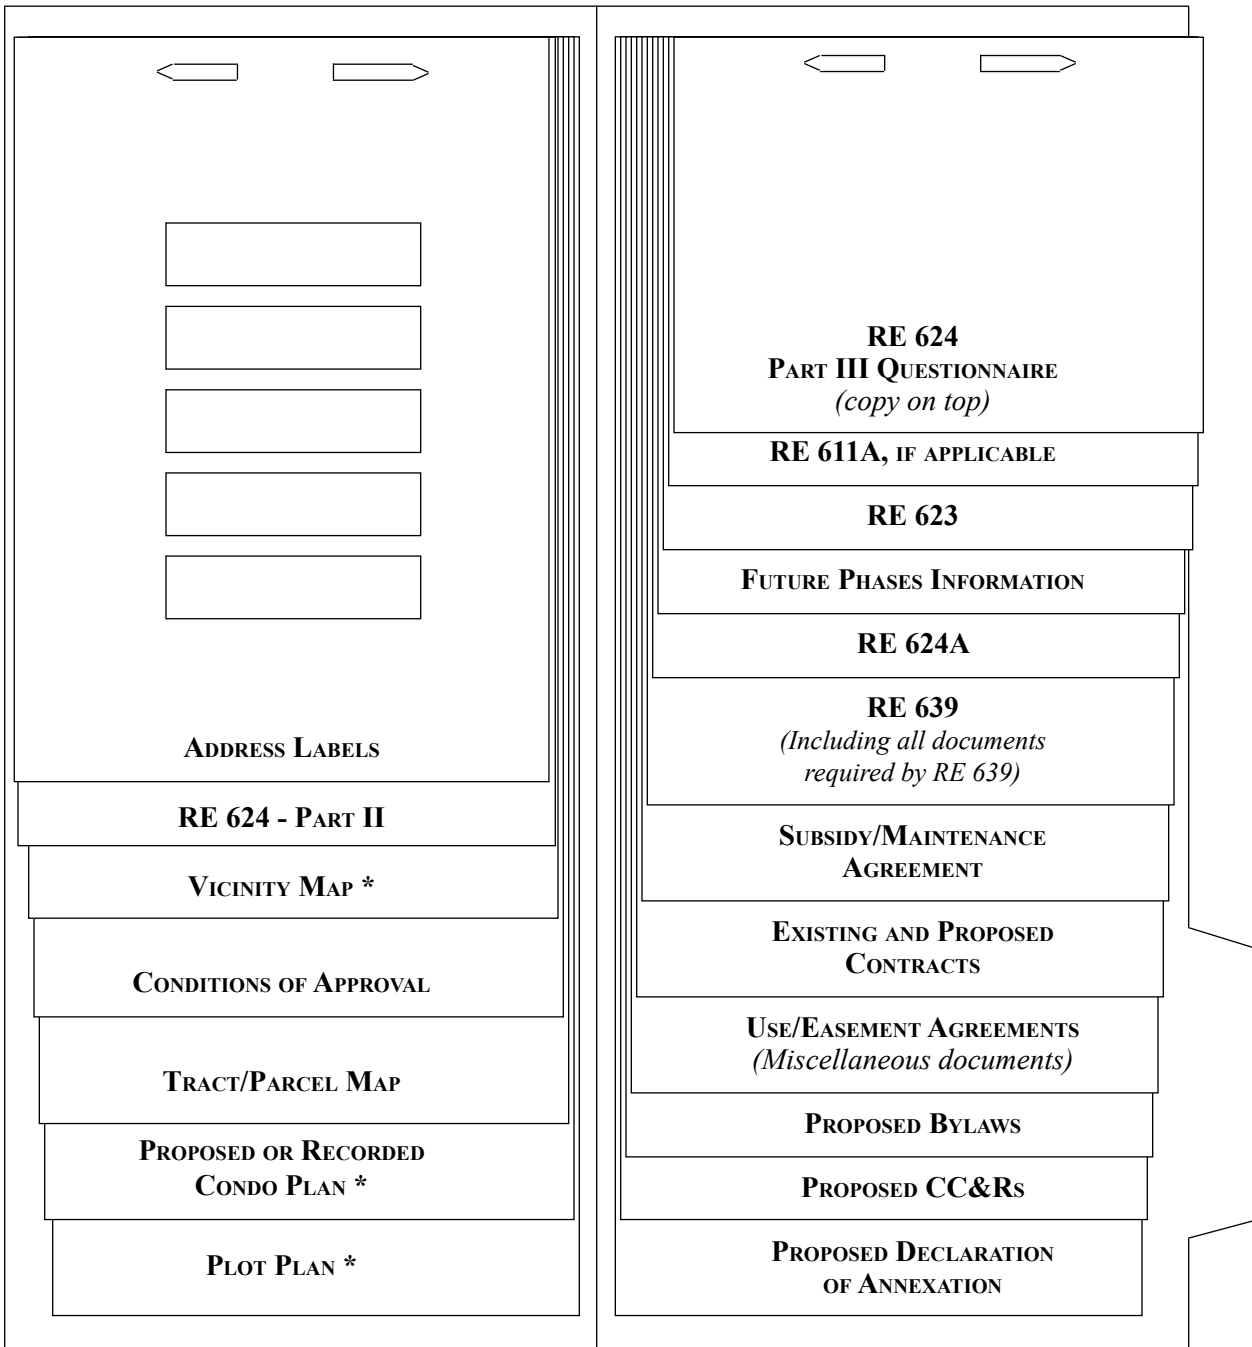 Address Labels
RE 624 - Part II
Vicinity Map *
Conditions of Approval
Tract/Parcel Map
Proposed or Recorded
Condo Plan *
Plot Plan *
RE 624
Part III Questionnaire
(copy on top)
RE 611A, if applicable
RE 623
Future Phases Information
RE 624A
RE 639
(Including all documents
required by RE 639)
Subsidy/Maintenance
Agreement
Existing and Proposed
Contracts
Use/Easement Agreements
(Miscellaneous documents)
Proposed Bylaws
Proposed CC&Rs
Proposed Declaration
of Annexation